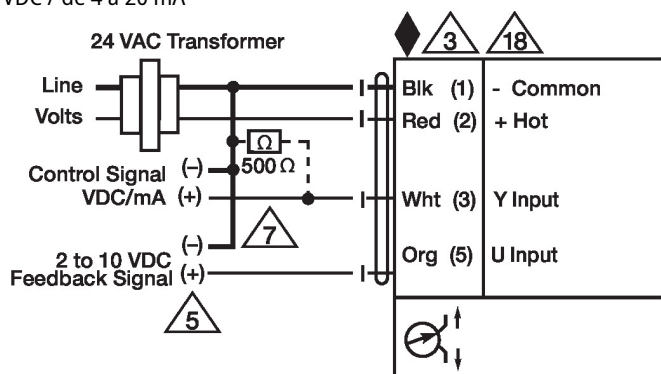 VDC / de 4 à 20 mA
24 VAC Transformer
3
18
Line
Volts
Blk (1) - Common
Red (2) + Hot
Ω
500 Ω
Control Signal (-)
VDC/mA (+)
Wht (3) Y Input
7
(-)
2 to 10 VDC
Feedback Signal (+)
Org (5) U Input
5